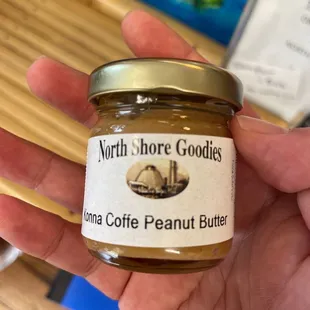 North Shore Goodies
Konna Coffe Peanut Butter